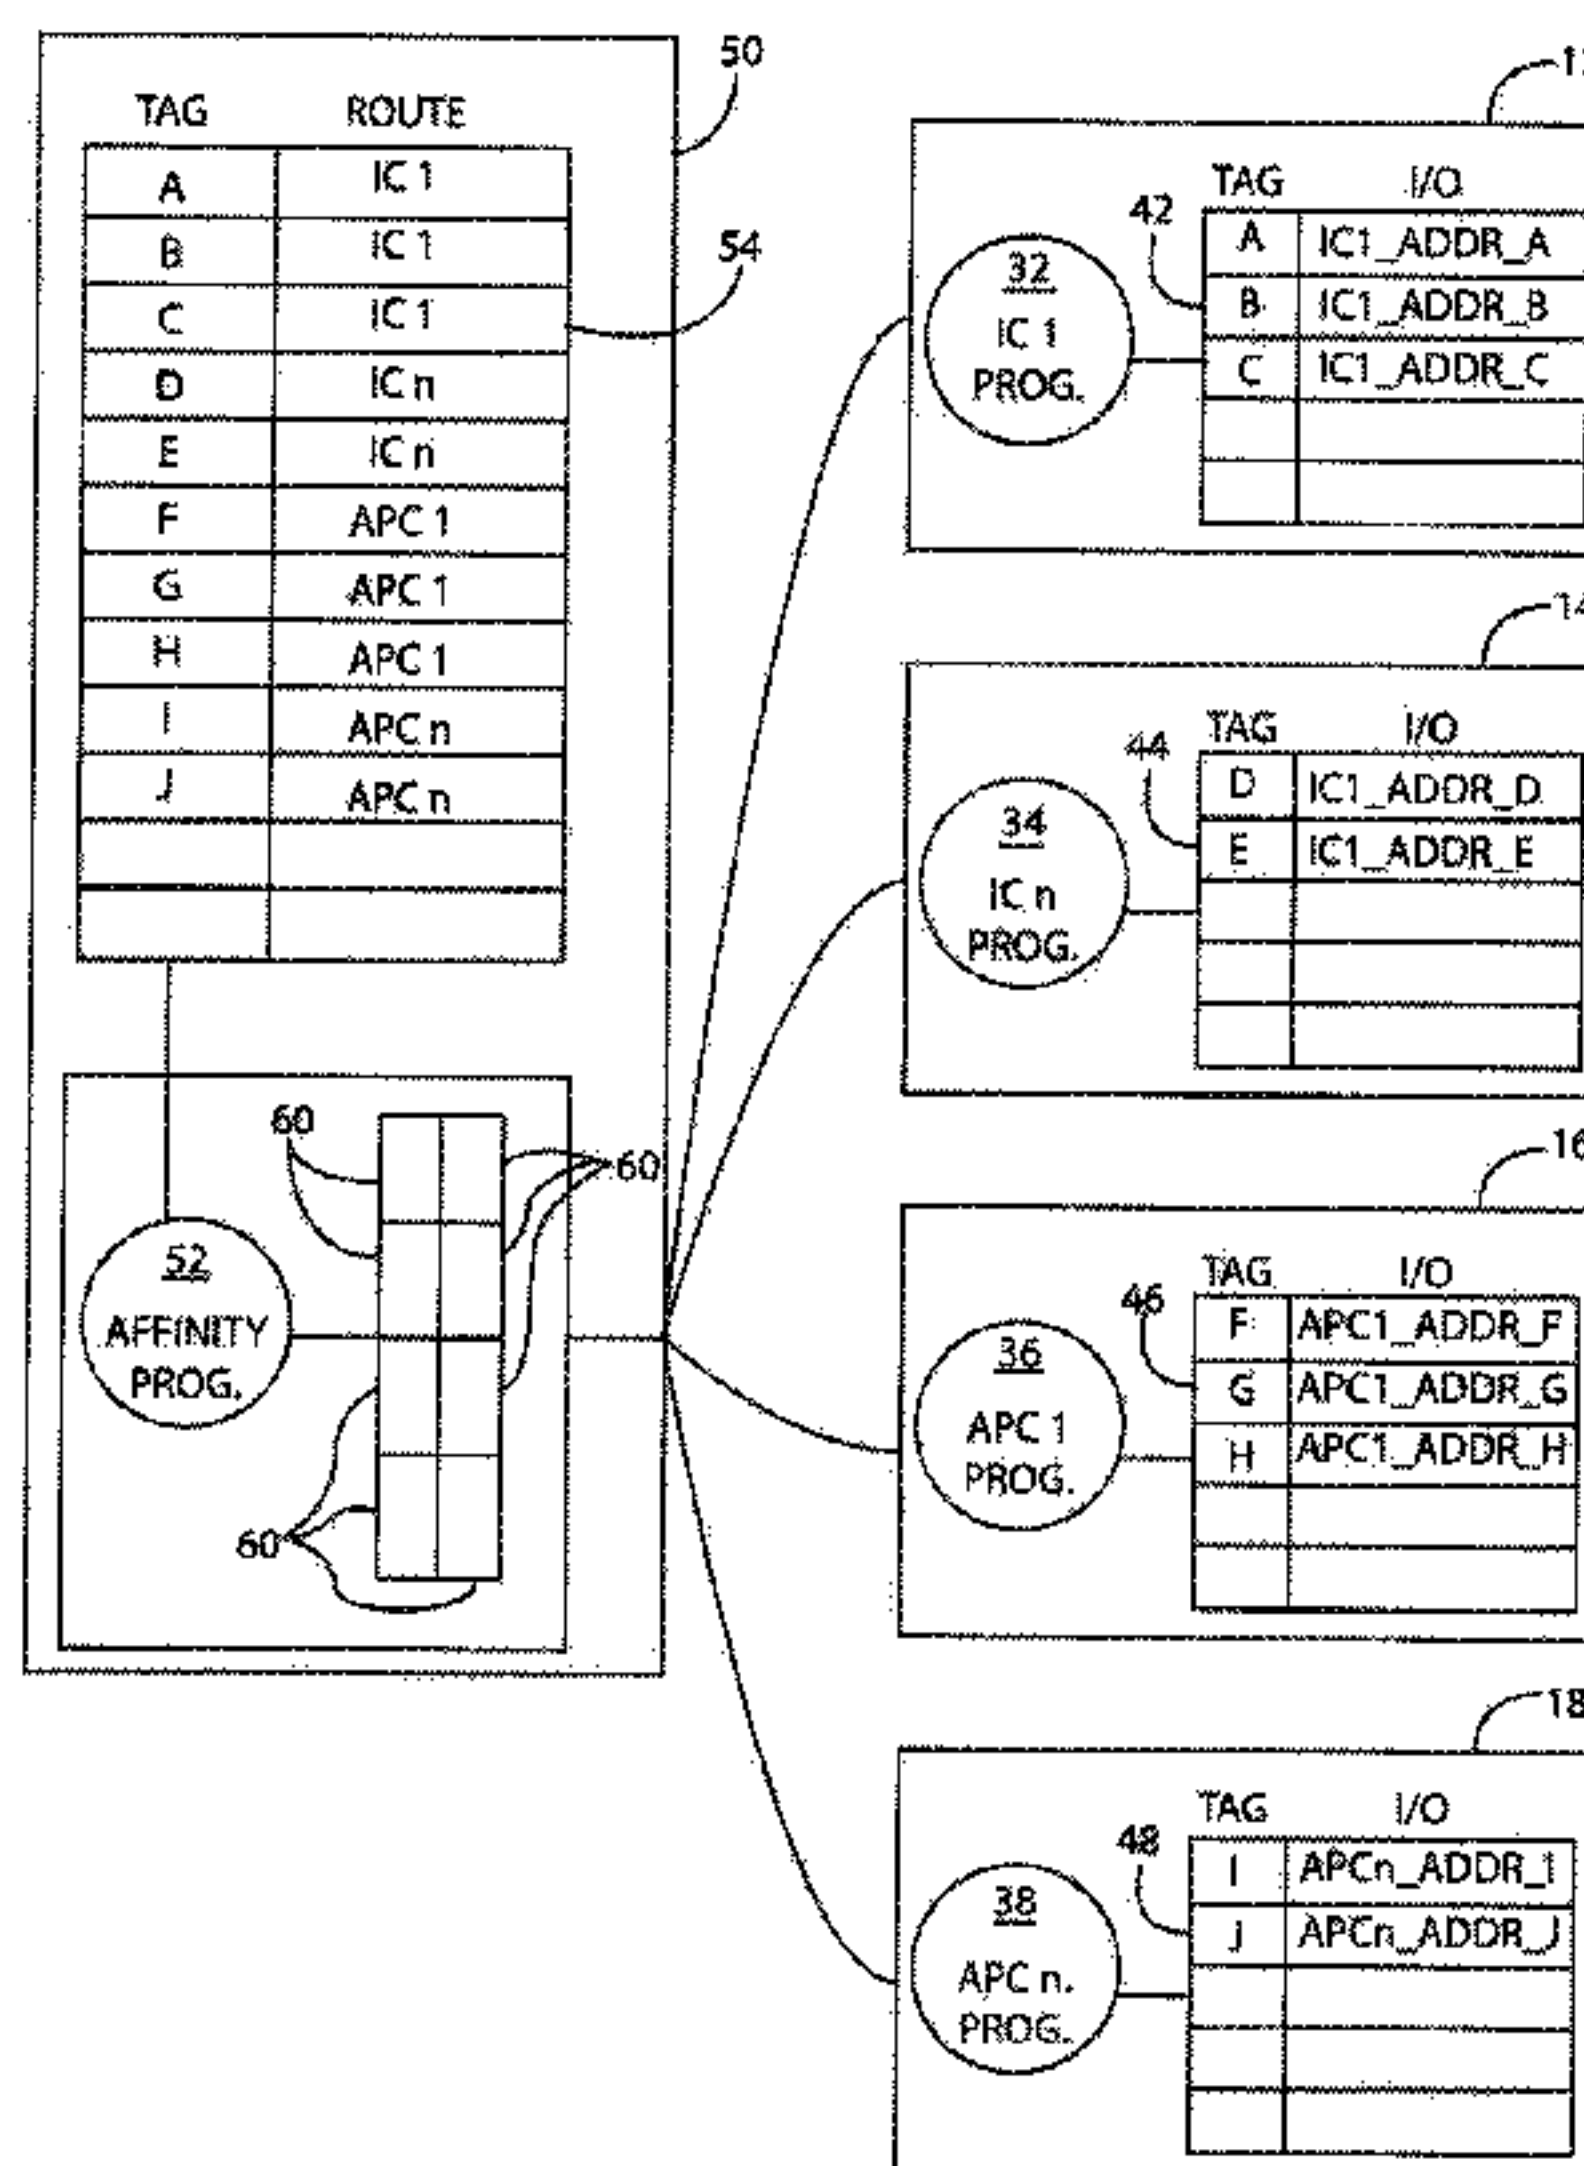 50
TAG ROUTE
A IC 1
B IC 1
C IC 1
54
D IC n
E IC n
F APC 1
G APC 1
H APC 1
I APC n
J APC n
60
60
52
AFFINITY
PROG.
60
TAG I/O
42
A IC1_ADDR_A
32
B IC1_ADDR_B
IC 1
C IC1_ADDR_C
PROG.
14
TAG I/O
44
D IC1_ADDR_D
34
E IC1_ADDR_E
IC n
PROG.
16
TAG I/O
46
F APC1_ADDR_F
36
G APC1_ADDR_G
APC 1
H APC1_ADDR_H
PROG.
18
TAG I/O
48
I APCn_ADDR_I
38
J APCn_ADDR_J
APC n.
PROG.